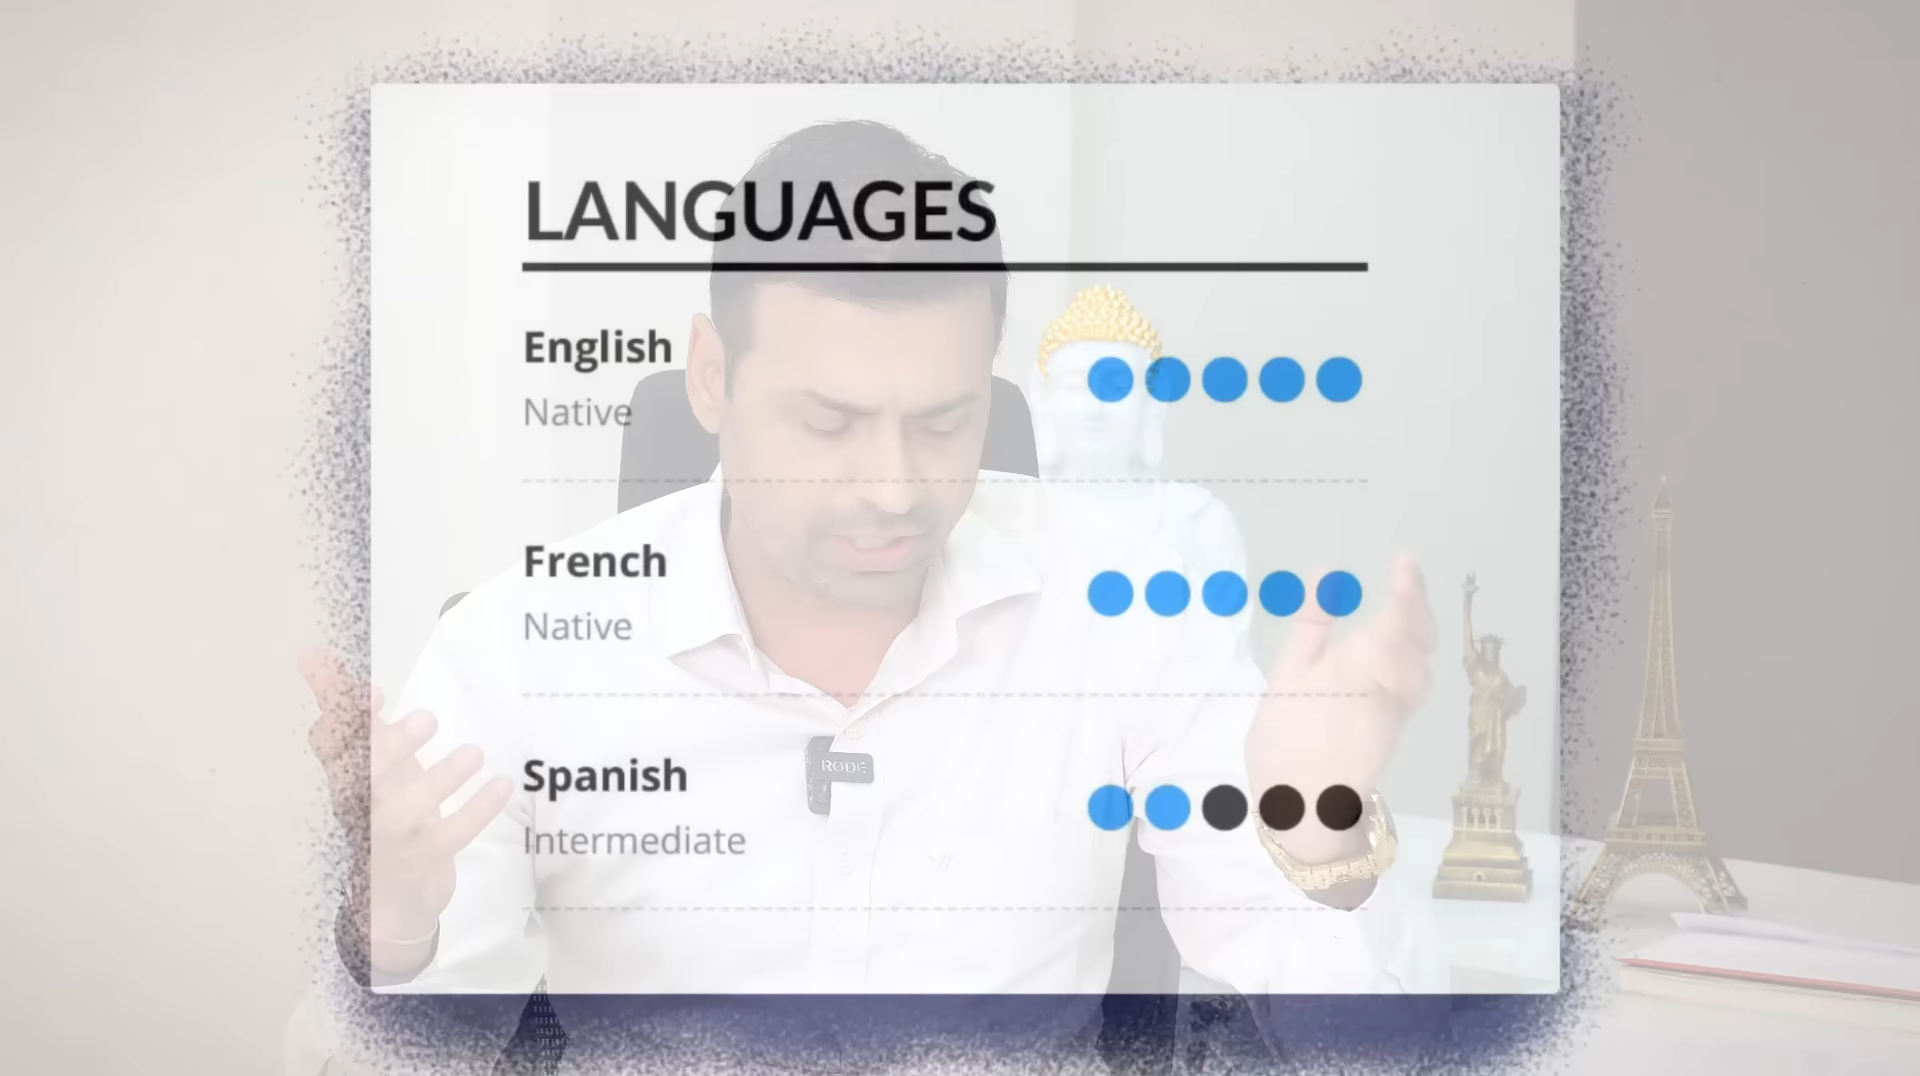 LANGUAGES
English
Native
French
Native
Spanish
Intermediate
RØDE